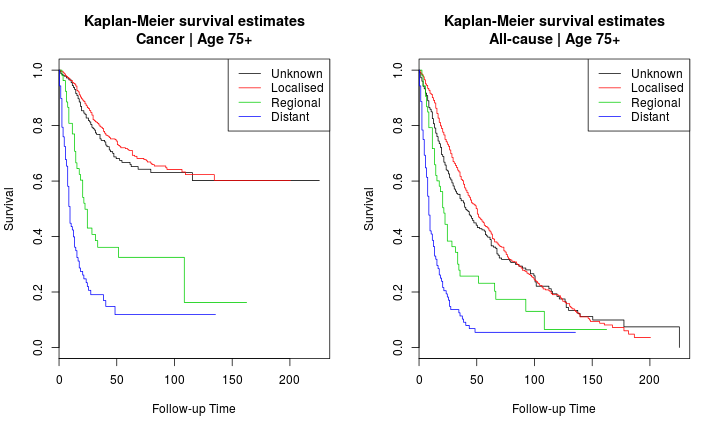 Kaplan-Meier survival estimates
Cancer | Age 75+
Survival
1.0
0.8
0.6
0.4
0.2
0.0
Unknown
Localised
Regional
Distant
0 50 100 150 200
Follow-up Time
Kaplan-Meier survival estimates
All-cause | Age 75+
Survival
1.0
0.8
0.6
0.4
0.2
0.0
Unknown
Localised
Regional
Distant
0 50 100 150 200
Follow-up Time